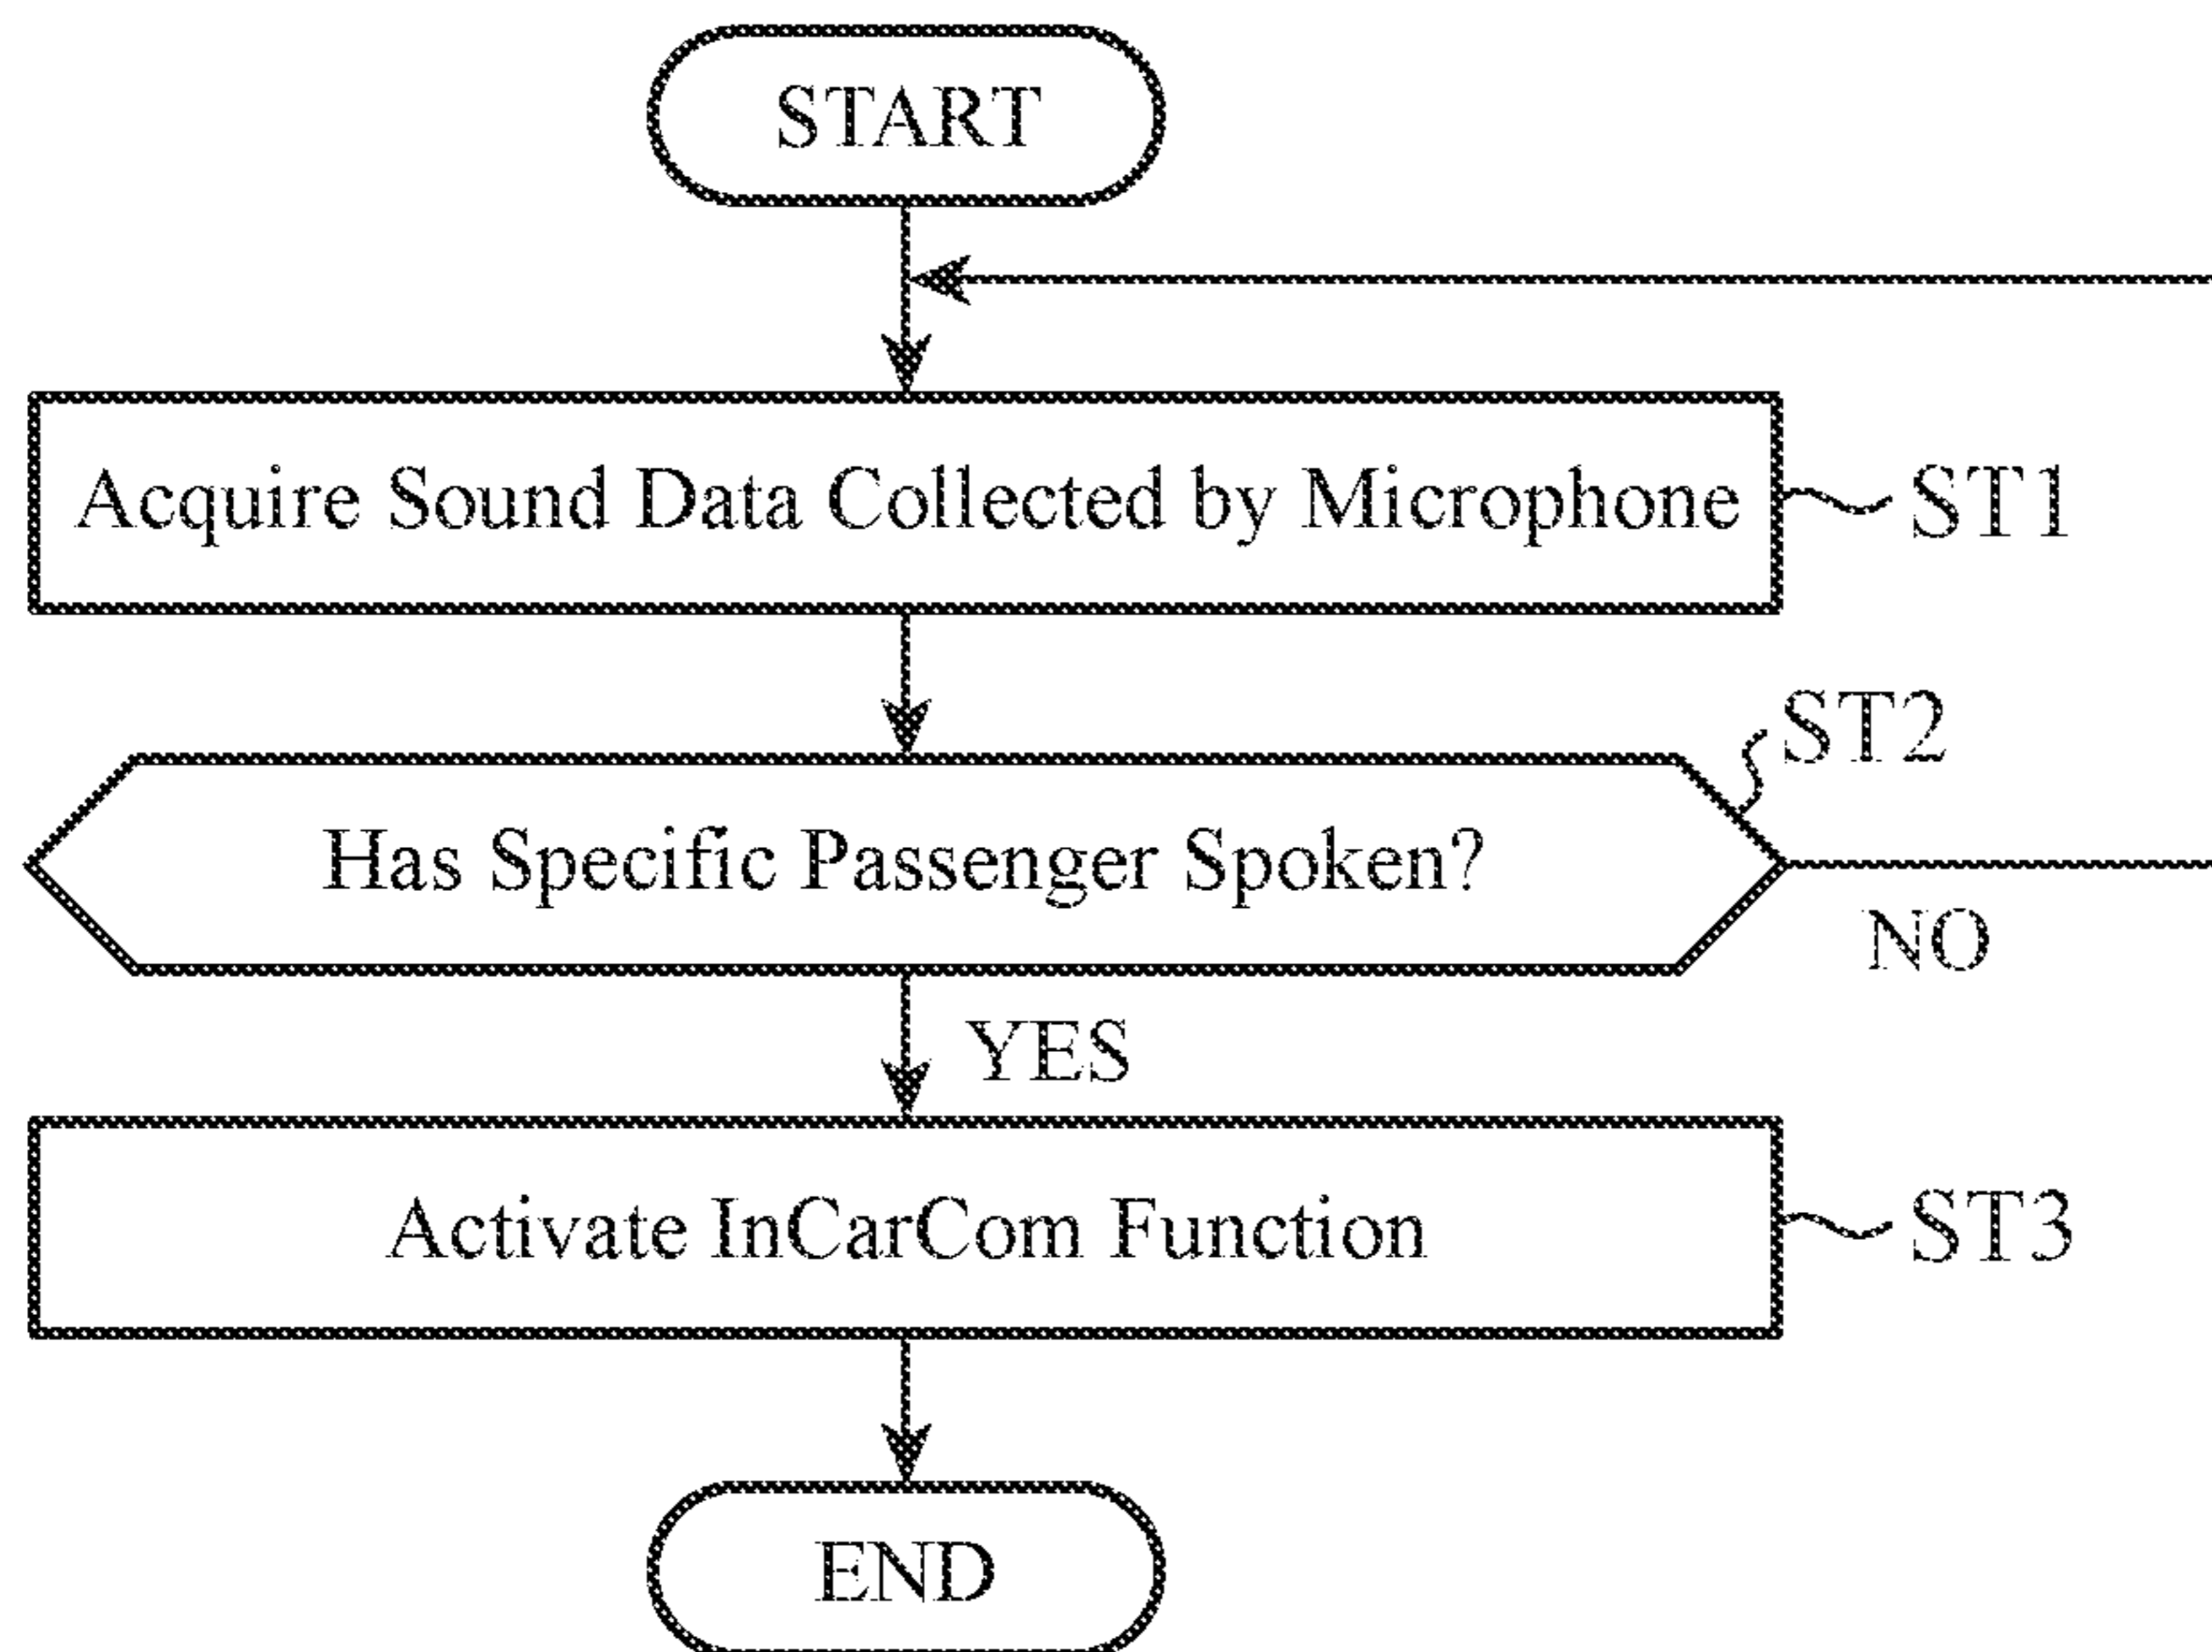 START
Acquire Sound Data Collected by Microphone
ST1
ST2
Has Specific Passenger Spoken?
NO
YES
Activate InCarCom Function
ST3
END